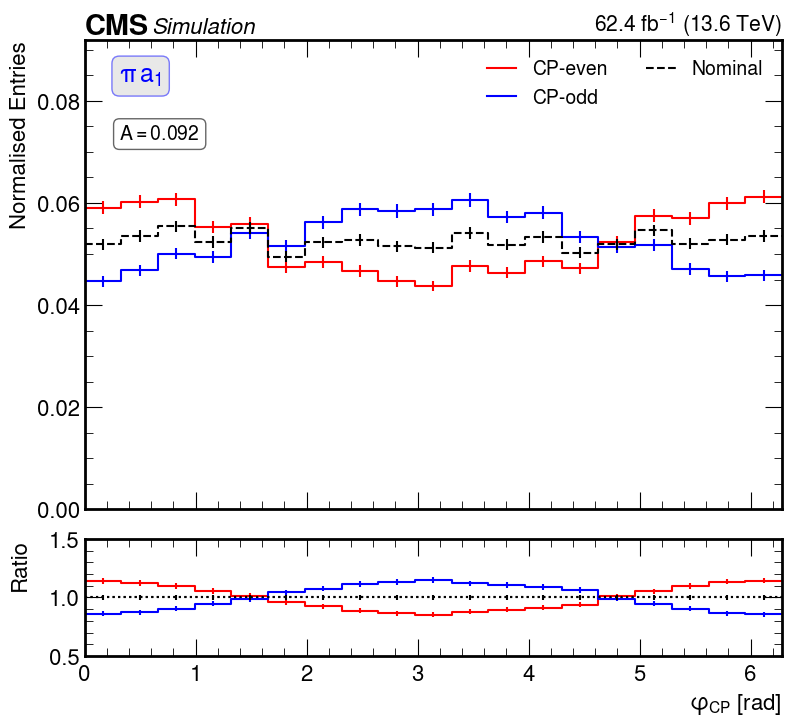 CMS Simulation 62.4 fb⁻¹ (13.6 TeV)
π a₁
A = 0.092
CP-even
CP-odd
Nominal
Normalised Entries
0.08
0.06
0.04
0.02
0.00
Ratio
1.5
1.0
0.5
0 1 2 3 4 5 6
φCP [rad]